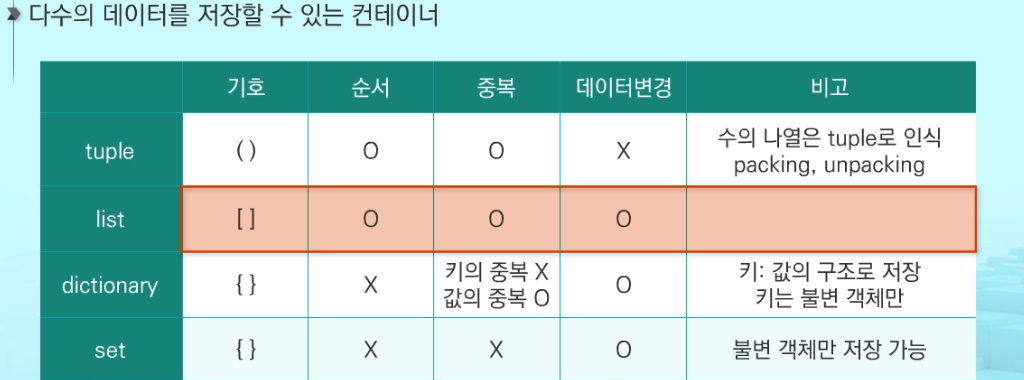 다수의 데이터를 저장할 수 있는 컨테이너
기호 순서 중복 데이터변경 비고
tuple ( ) O O X 수의 나열은 tuple로 인식
packing, unpacking
list [ ] O O O
dictionary { } X 키의 중복 X
값의 중복 O O 키: 값의 구조로 저장
키는 불변 객체만
set { } X X O 불변 객체만 저장 가능